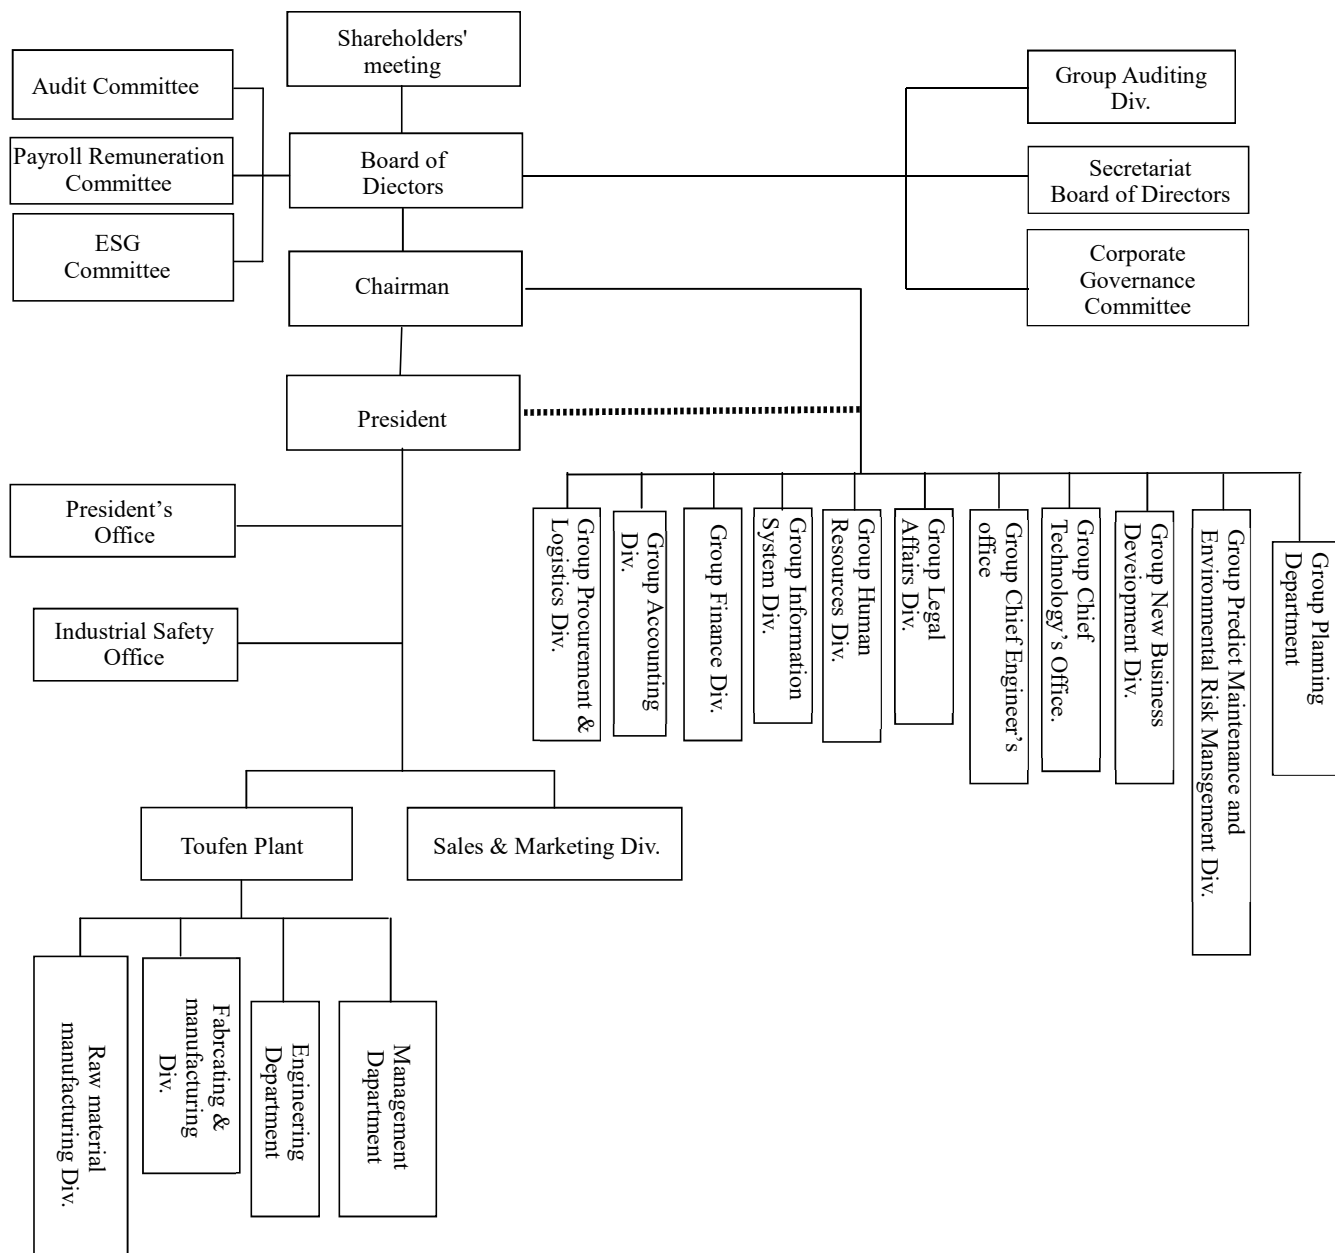 Shareholders'
meeting
Audit Committee
Group Auditing
Div.
Payroll Remuneration
Committee
Board of
Diectors
Secretariat
Board of Directors
ESG
Committee
Chairman
Corporate
Governance
Committee
President
President’s
Office
Industrial Safety
Office
Group Procurement &
Logistics Div.
Group Accounting
Div.
Group Finance Div.
Group Information
System Div.
Group Human
Resources Div.
Group Legal
Affairs Div.
Group Chief Engineer’s
office
Group Chief
Technology’s Office.
Group New Business
Deveiopment Div.
Group Predict Maintenance and
Environmental Risk Mansgement Div.
Group Planning
Department
Toufen Plant
Sales & Marketing Div.
Raw material
manufacturing Div.
Fabrcating &
manufacturing
Div.
Engineering
Department
Management
Dapartment